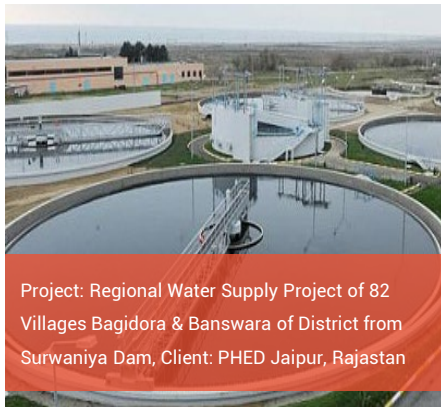 Project: Regional Water Supply Project of 82
Villages Bagidora & Banswara of District from
Surwaniya Dam, Client: PHED Jaipur, Rajastan